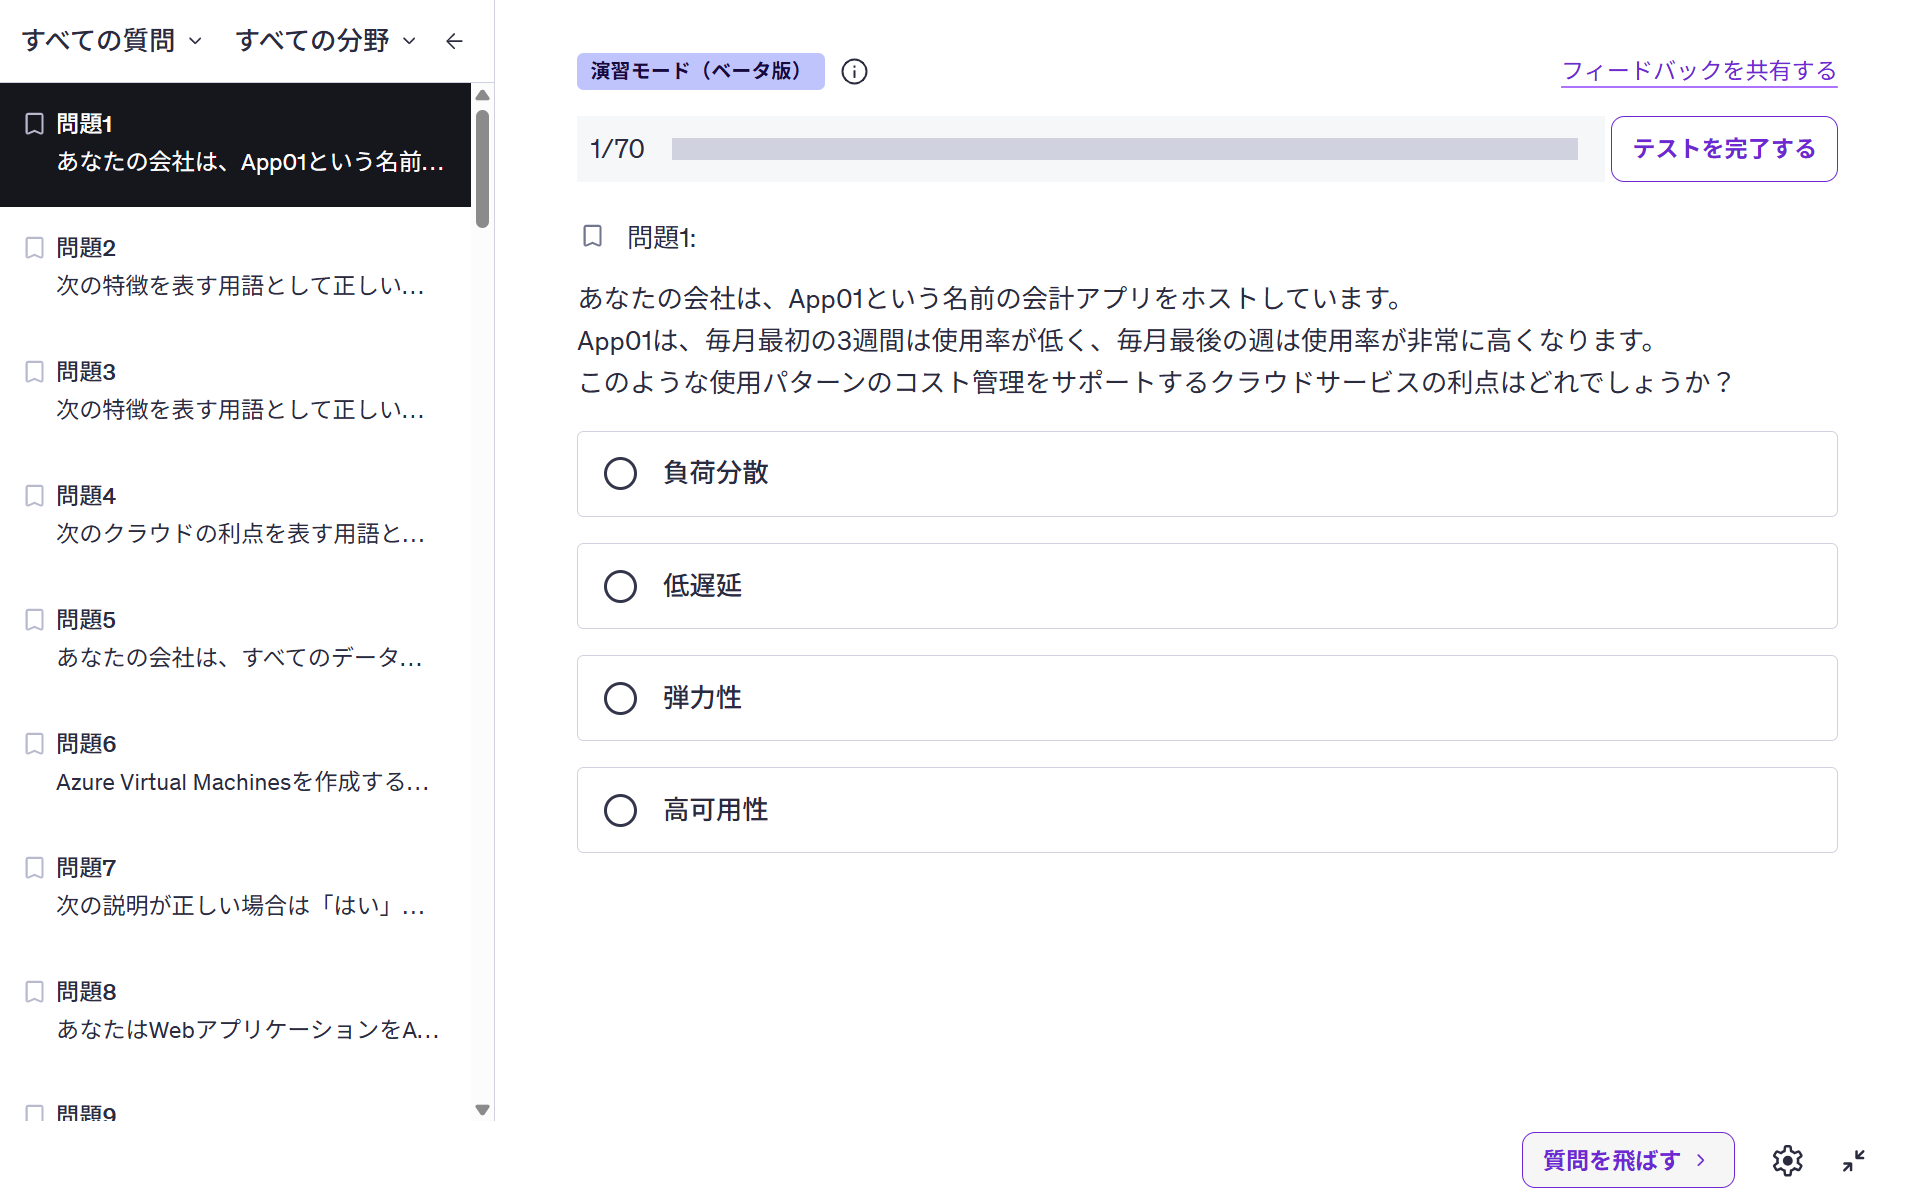 すべての質問 すべての分野
問題1
あなたの会社は、App01という名前…
問題2
次の特徴を表す用語として正しい…
問題3
次の特徴を表す用語として正しい…
問題4
次のクラウドの利点を表す用語と…
問題5
あなたの会社は、すべてのデータ…
問題6
Azure Virtual Machinesを作成する…
問題7
次の説明が正しい場合は「はい」…
問題8
あなたはWebアプリケーションをA…
問題9
演習モード（ベータ版）
フィードバックを共有する
1/70
テストを完了する
問題1:
あなたの会社は、App01という名前の会計アプリをホストしています。
App01は、毎月最初の3週間は使用率が低く、毎月最後の週は使用率が非常に高くなります。
このような使用パターンのコスト管理をサポートするクラウドサービスの利点はどれでしょうか？
負荷分散
低遅延
弾力性
高可用性
質問を飛ばす